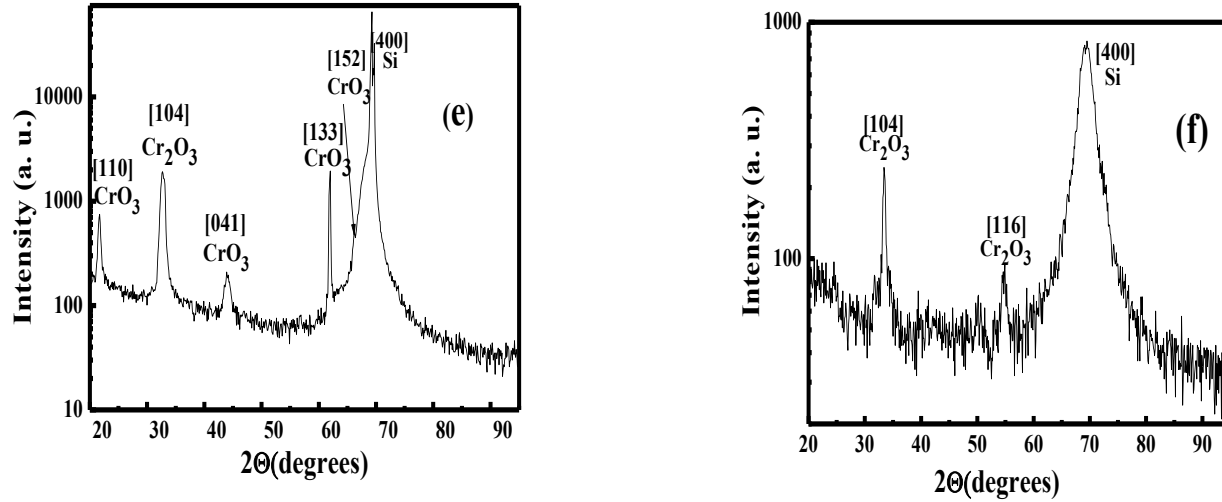 Intensity (a. u.)
10000
1000
100
10
[110]
CrO₃
[104]
Cr₂O₃
[041]
CrO₃
[133]
CrO₃
[152]
CrO₃
[400]
Si
(e)
20 30 40 50 60 70 80 90
2Θ(degrees)
Intensity (a. u.)
1000
100
[104]
Cr₂O₃
[116]
Cr₂O₃
[400]
Si
(f)
20 30 40 50 60 70 80 90
2Θ(degrees)